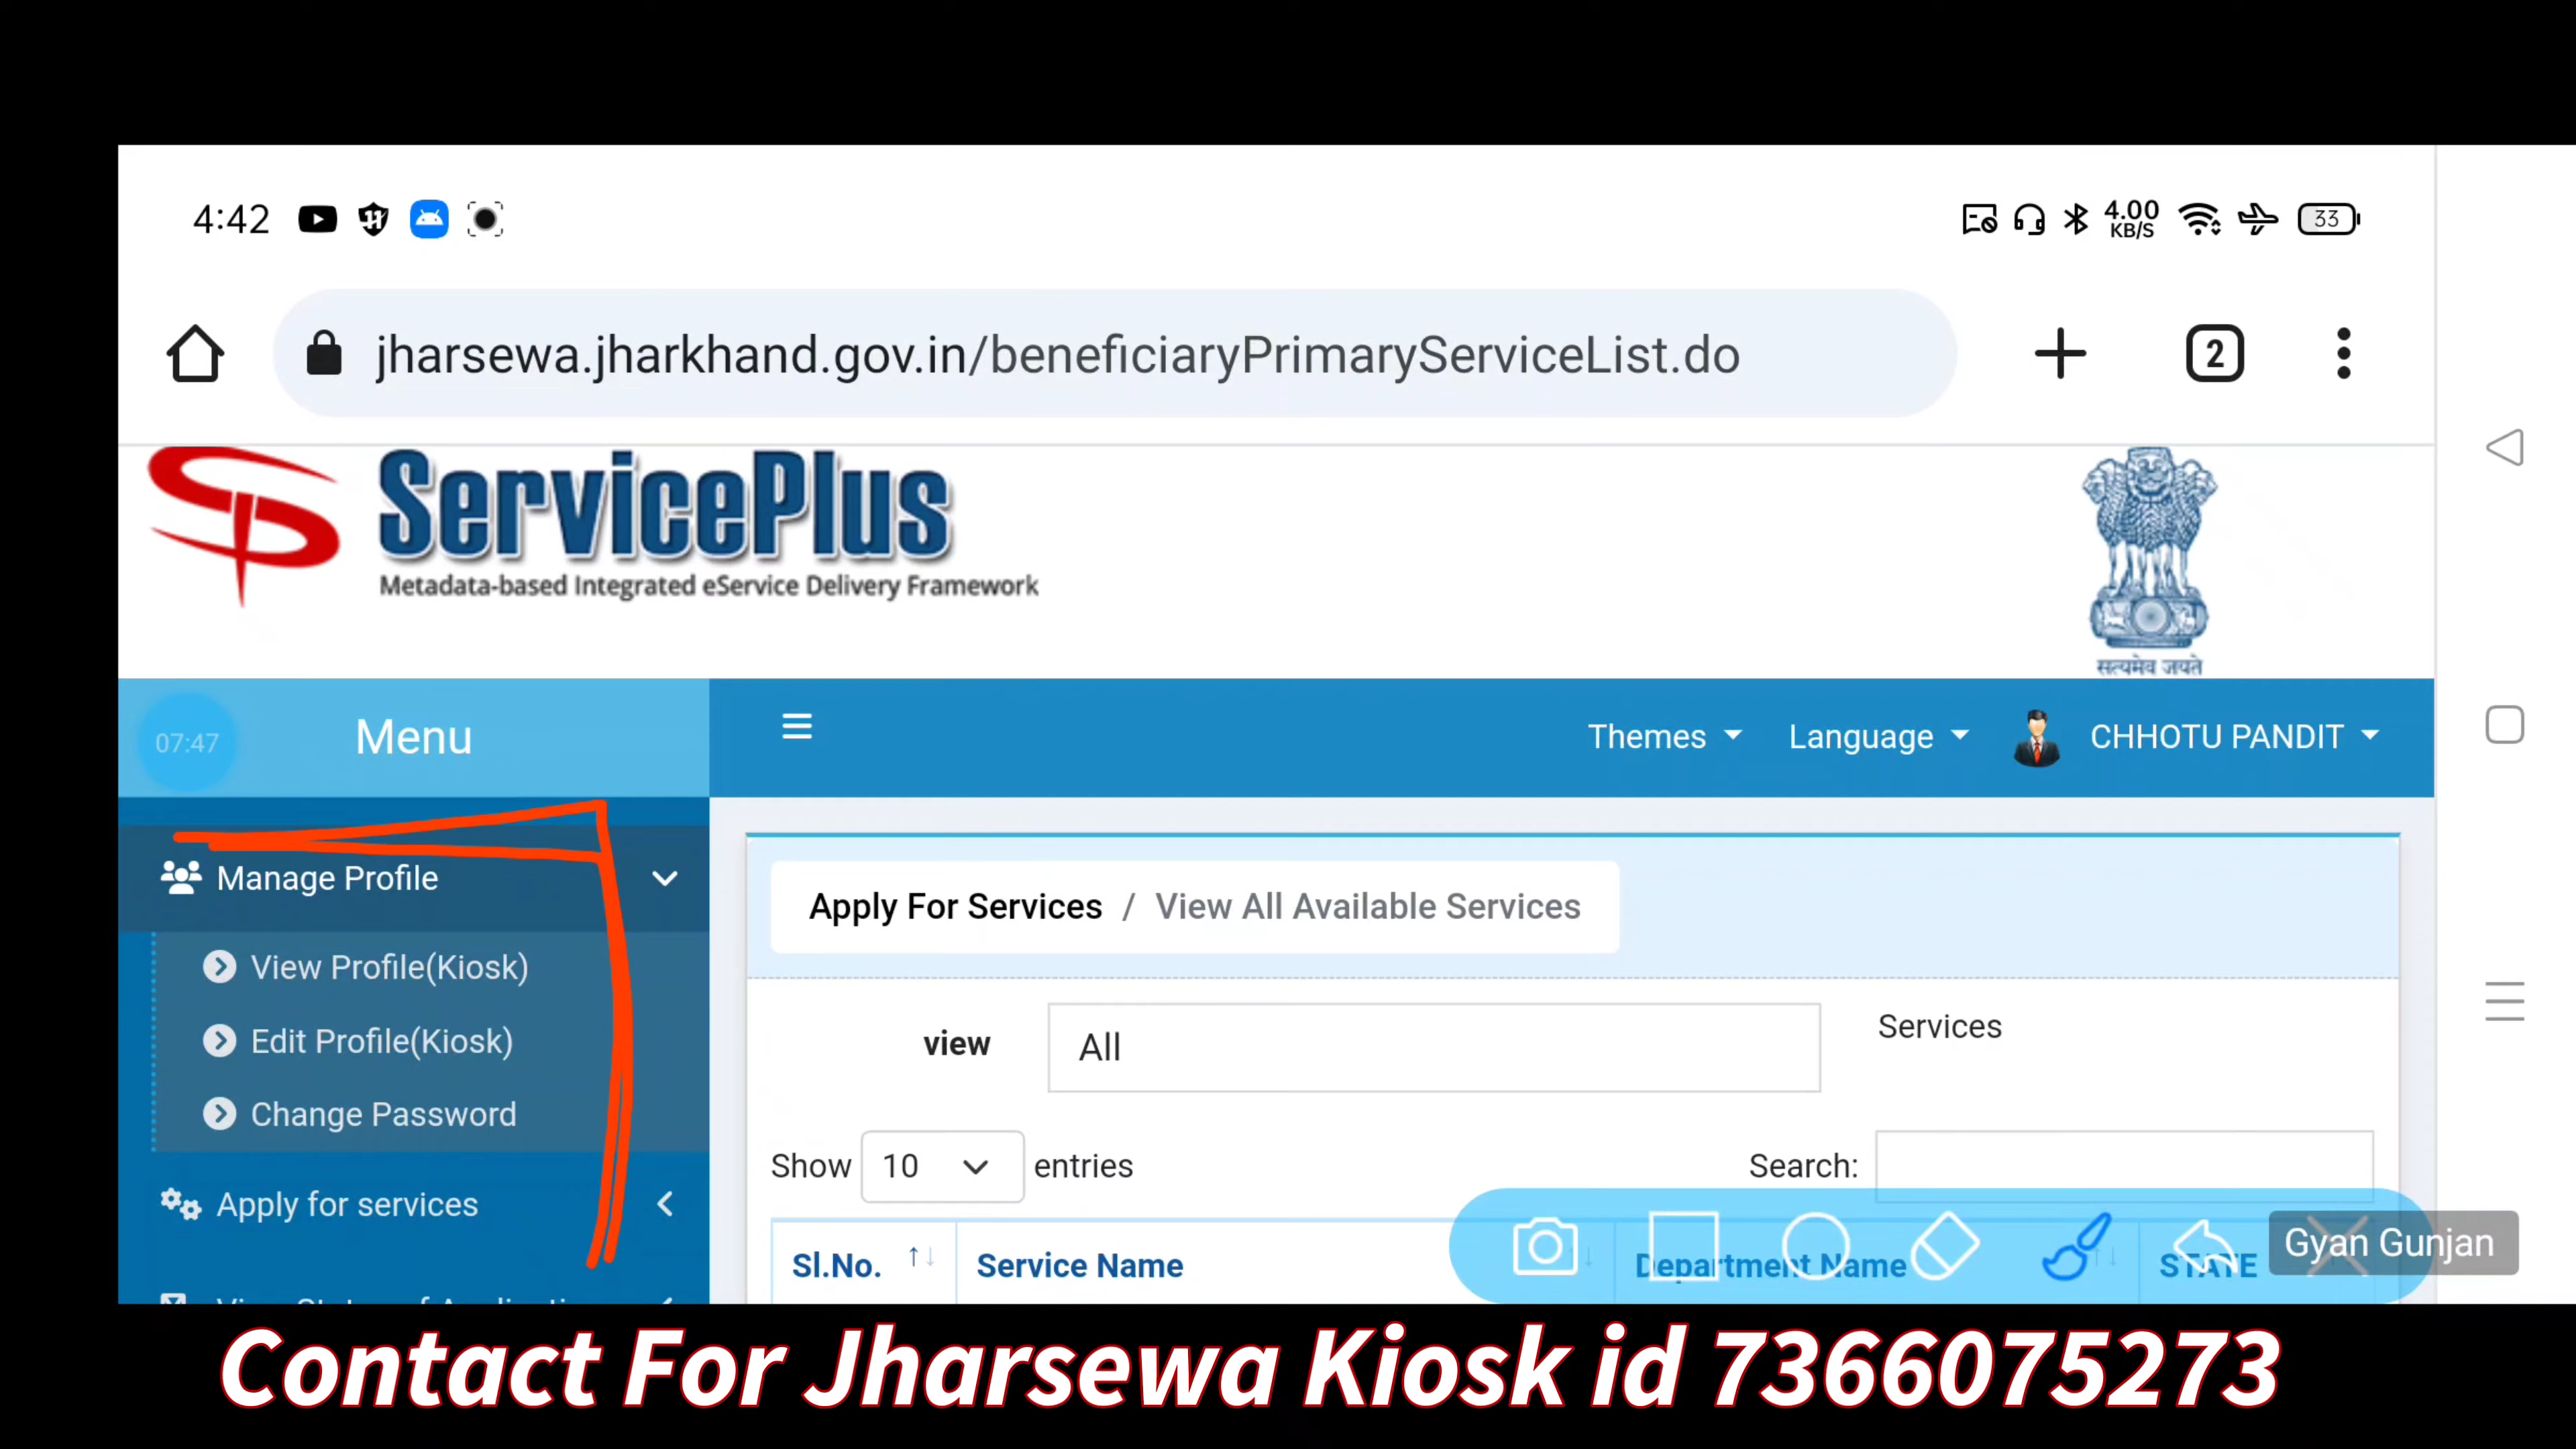 4:42
4.00
KB/S
33
jharsewa.jharkhand.gov.in/beneficiaryPrimaryServiceList.do
2
ServicePlus
Metadata-based Integrated eService Delivery Framework
सत्यमेव जयते
07:47
Menu
Themes
Language
CHHOTU PANDIT
Manage Profile
View Profile(Kiosk)
Edit Profile(Kiosk)
Change Password
Apply for services
Apply For Services / View All Available Services
view
All
Services
Show 10 entries
Search:
Sl.No.
Service Name
Department Name
STATE
Gyan Gunjan
Contact For Jharsewa Kiosk id 7366075273